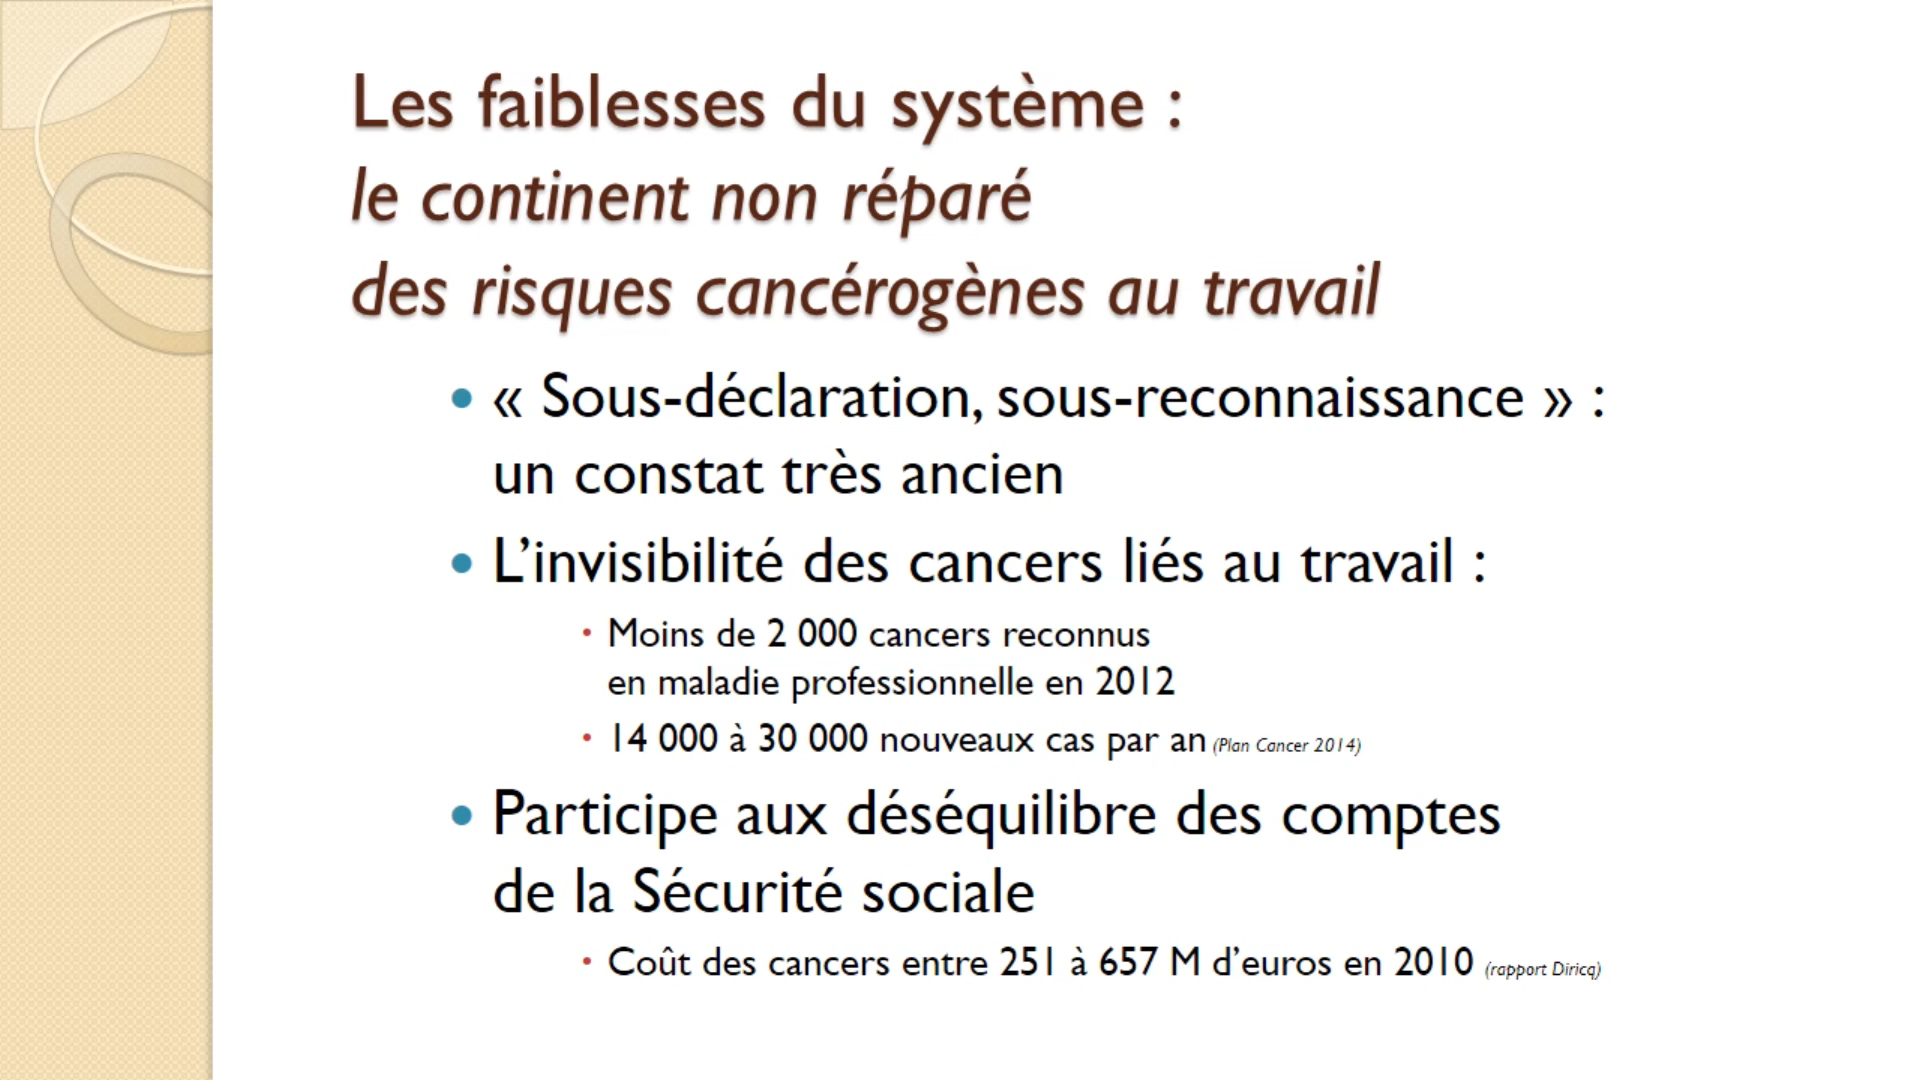 Les faiblesses du système :
le continent non réparé
des risques cancérogènes au travail
• « Sous-déclaration, sous-reconnaissance » :
un constat très ancien
• L’invisibilité des cancers liés au travail :
• Moins de 2 000 cancers reconnus
en maladie professionnelle en 2012
• 14 000 à 30 000 nouveaux cas par an (Plan Cancer 2014)
• Participe aux déséquilibre des comptes
de la Sécurité sociale
• Coût des cancers entre 251 à 657 M d’euros en 2010 (rapport Diricq)